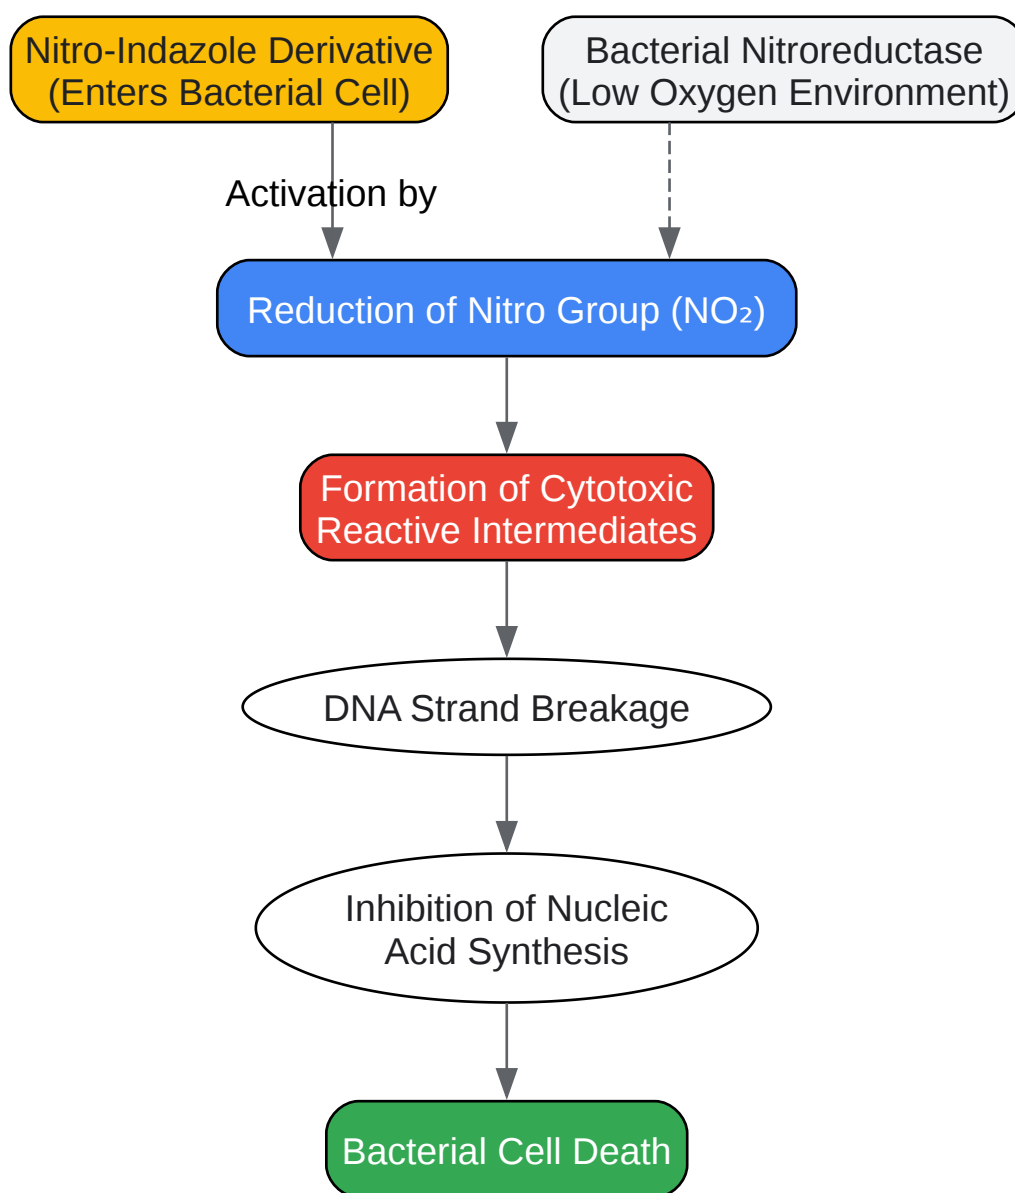 Nitro-Indazole Derivative
(Enters Bacterial Cell)
Bacterial Nitroreductase
(Low Oxygen Environment)
Activation by
Reduction of Nitro Group (NO₂)
Formation of Cytotoxic
Reactive Intermediates
DNA Strand Breakage
Inhibition of Nucleic
Acid Synthesis
Bacterial Cell Death